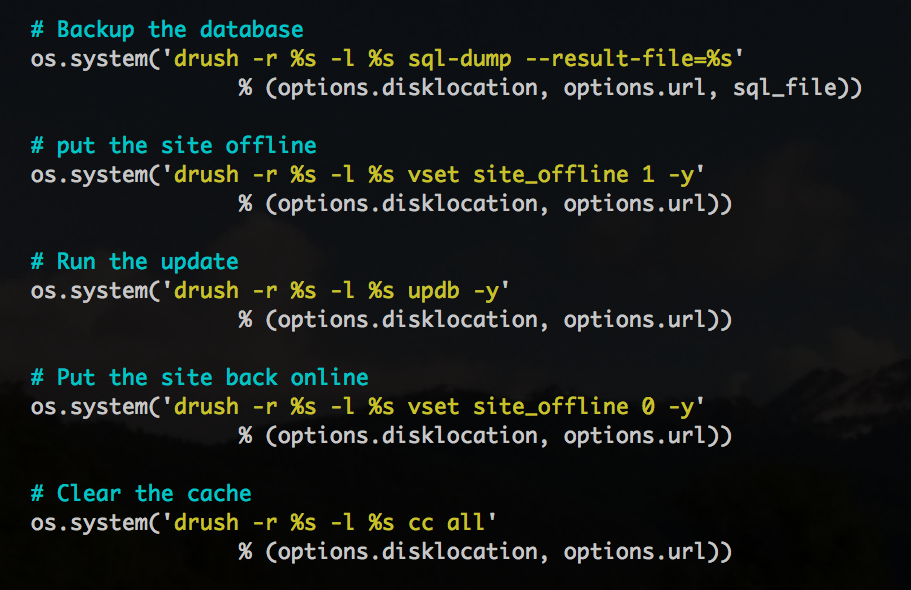 # Backup the database
os.system('drush -r %s -l %s sql-dump --result-file=%s'
                % (options.disklocation, options.url, sql_file))

# put the site offline
os.system('drush -r %s -l %s vset site_offline 1 -y'
                % (options.disklocation, options.url))

# Run the update
os.system('drush -r %s -l %s updb -y'
                % (options.disklocation, options.url))

# Put the site back online
os.system('drush -r %s -l %s vset site_offline 0 -y'
                % (options.disklocation, options.url))

# Clear the cache
os.system('drush -r %s -l %s cc all'
                % (options.disklocation, options.url))